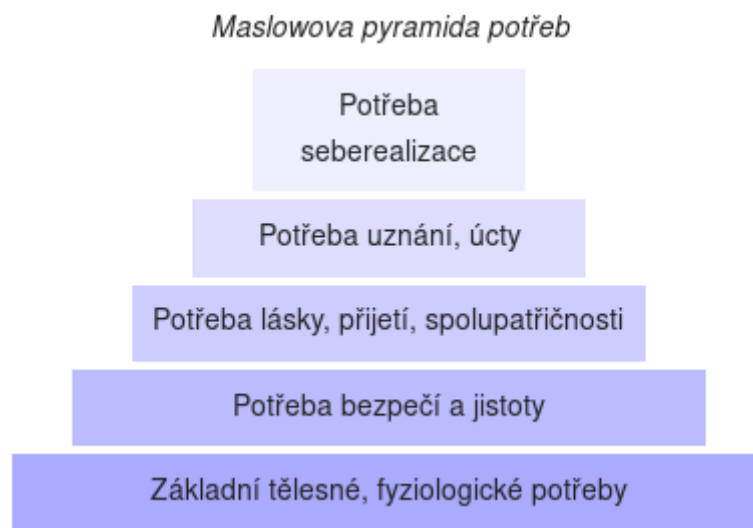 Maslowova pyramida potřeb
Potřeba
seberealizace
Potřeba uznání, úcty
Potřeba lásky, přijetí, spolupatřičnosti
Potřeba bezpečí a jistoty
Základní tělesné, fyziologické potřeby